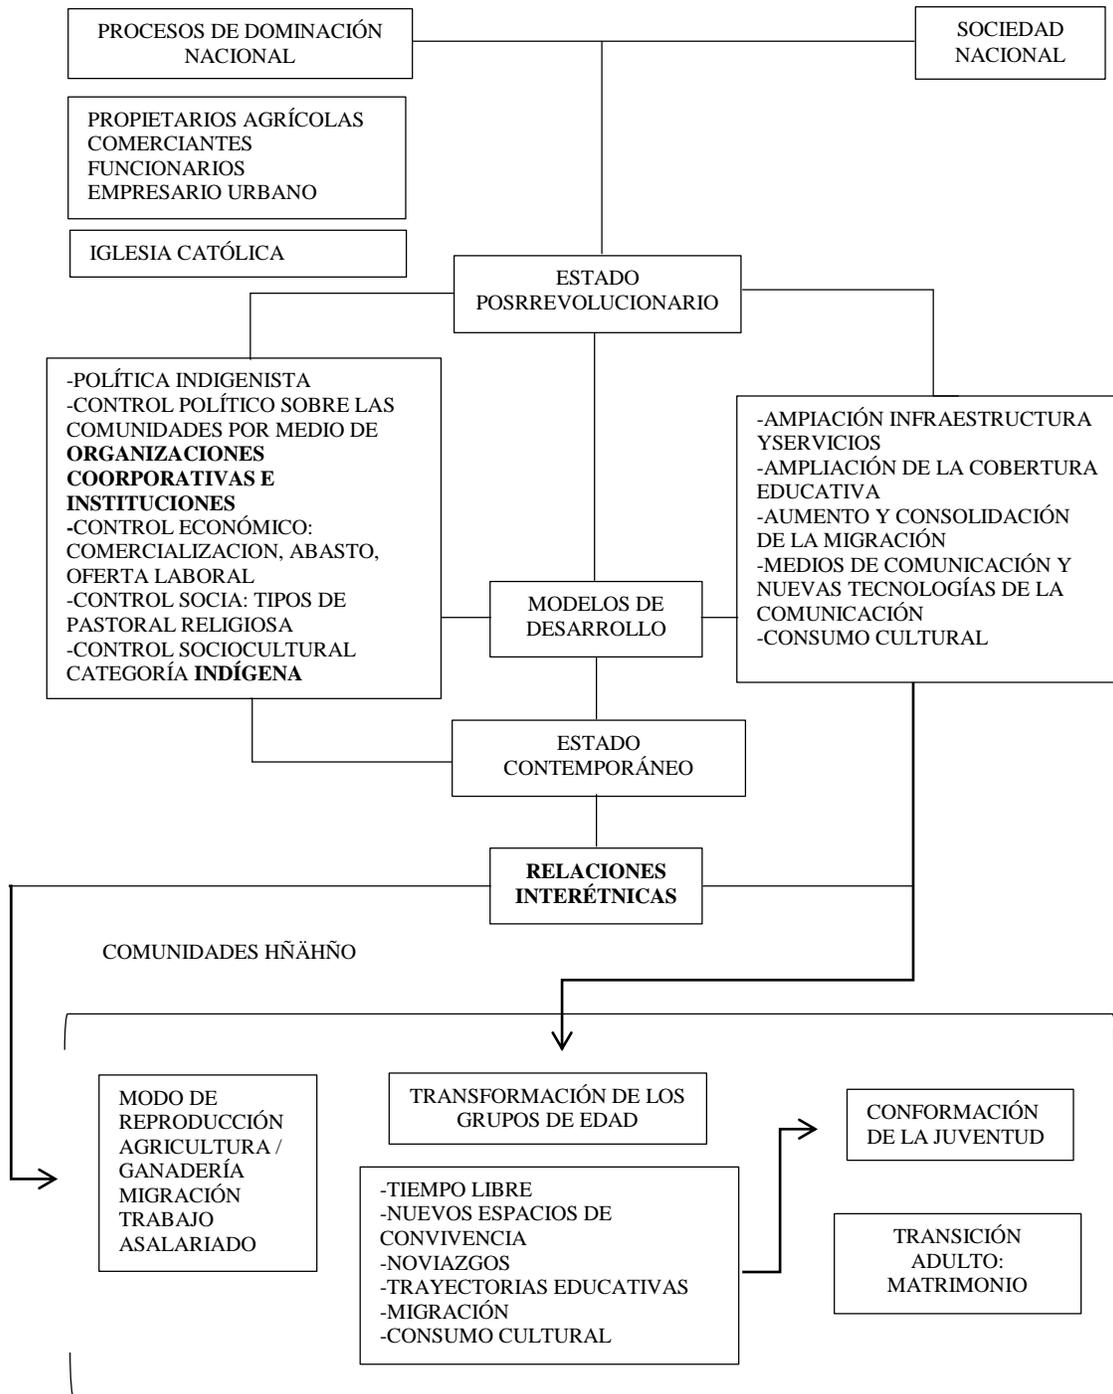 PROCESOS DE DOMINACIÓN
NACIONAL
SOCIEDAD
NACIONAL
PROPIETARIOS AGRÍCOLAS
COMERCIANTES
FUNCIONARIOS
EMPRESARIO URBANO
IGLESIA CATÓLICA
ESTADO
POSRREVOLUCIONARIO
-POLÍTICA INDIGENISTA
-CONTROL POLÍTICO SOBRE LAS
COMUNIDADES POR MEDIO DE
ORGANIZACIONES
COORPORATIVAS E
INSTITUCIONES
-CONTROL ECONÓMICO:
COMERCIALIZACION, ABASTO,
OFERTA LABORAL
-CONTROL SOCIA: TIPOS DE
PASTORAL RELIGIOSA
-CONTROL SOCIOCULTURAL
CATEGORÍA INDÍGENA
-AMPIACIÓN INFRAESTRUCTURA
YSERVICIOS
-AMPLIACIÓN DE LA COBERTURA
EDUCATIVA
-AUMENTO Y CONSOLIDACIÓN
DE LA MIGRACIÓN
-MEDIOS DE COMUNICACIÓN Y
NUEVAS TECNOLOGÍAS DE LA
COMUNICACIÓN
-CONSUMO CULTURAL
MODELOS DE
DESARROLLO
ESTADO
CONTEMPORÁNEO
RELACIONES
INTERÉTNICAS
COMUNIDADES HÑÄHÑO
MODO DE
REPRODUCCIÓN
AGRICULTURA /
GANADERÍA
MIGRACIÓN
TRABAJO
ASALARIADO
TRANSFORMACIÓN DE LOS
GRUPOS DE EDAD
-TIEMPO LIBRE
-NUEVOS ESPACIOS DE
CONVIVENCIA
-NOVIAZGOS
-TRAYECTORIAS EDUCATIVAS
-MIGRACIÓN
-CONSUMO CULTURAL
CONFORMACIÓN
DE LA JUVENTUD
TRANSICIÓN
ADULTO:
MATRIMONIO